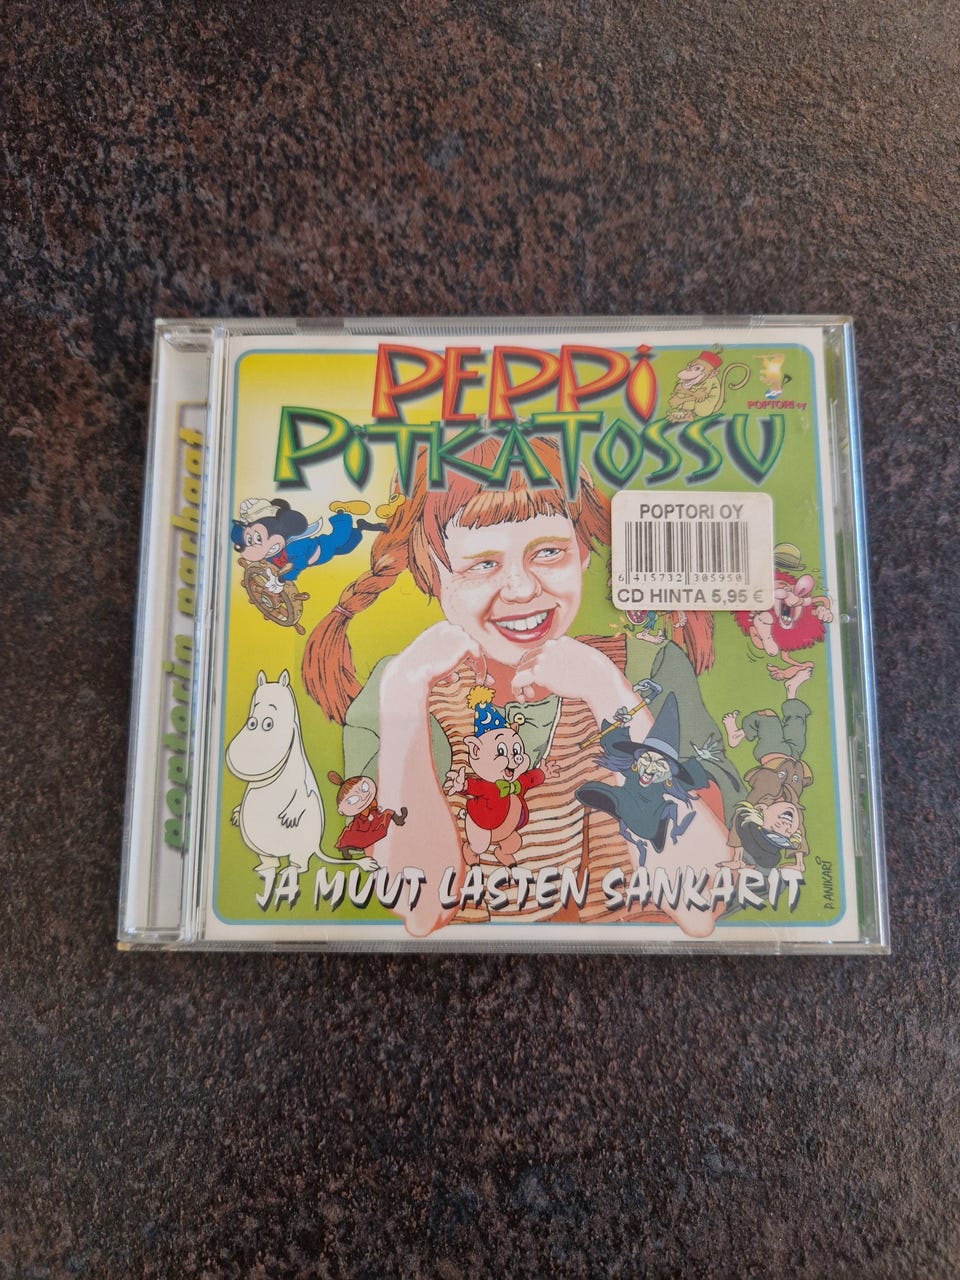 PEPPI
PITKÄTOSSU
POPTORI oy
POPTORI OY
6 415732 305950
CD HINTA 5,95 €
JA MUUT LASTEN SANKARIT
P. ANIKARI
poptorin parhaat